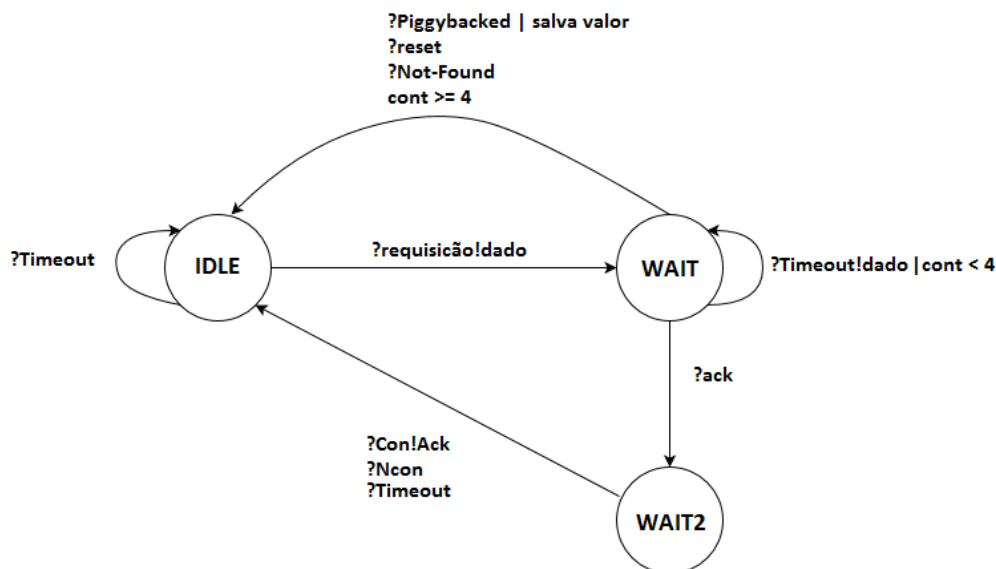 ?Piggybacked | salva valor
?reset
?Not-Found
cont >= 4
?Timeout
IDLE
?requisicão!dado
WAIT
?Timeout!dado |cont < 4
?ack
?Con!Ack
?Ncon
?Timeout
WAIT2